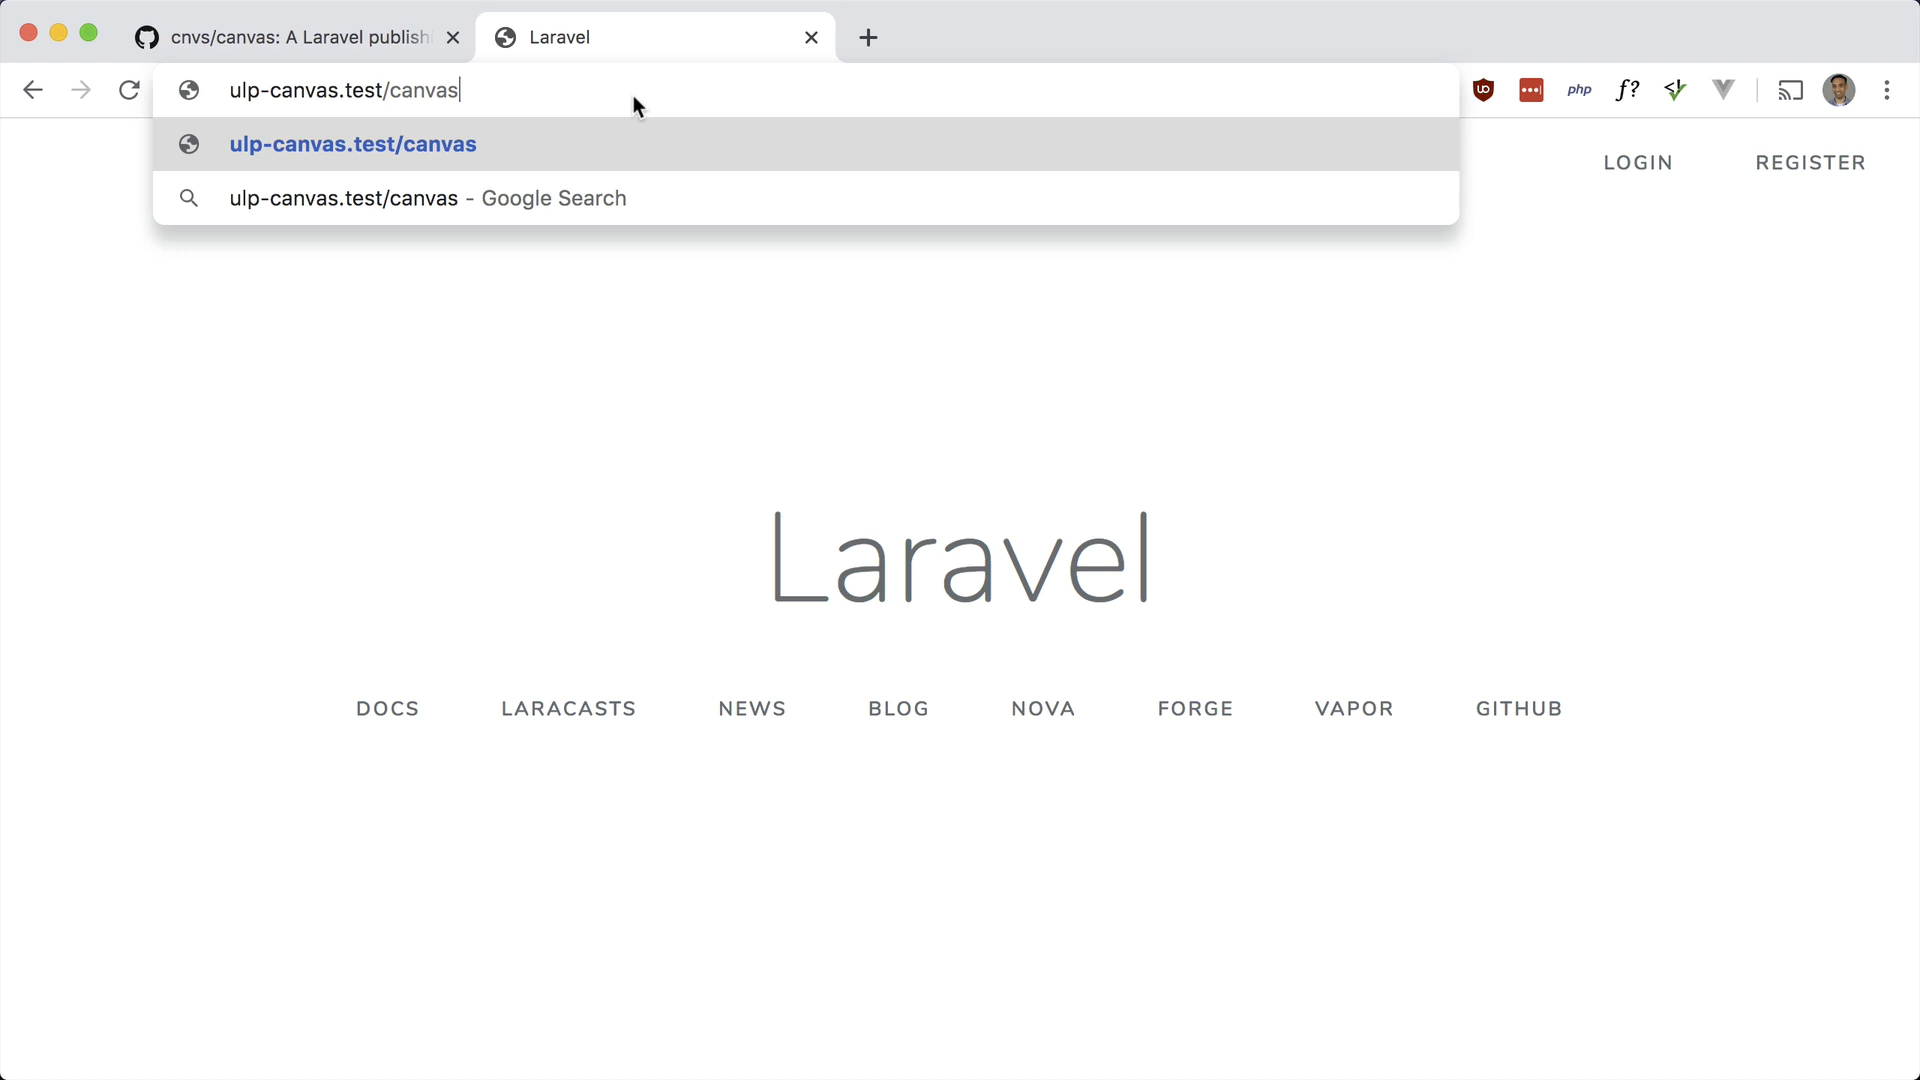 cnvs/canvas: A Laravel publish
Laravel
ulp-canvas.test/canvas
php
f?
ulp-canvas.test/canvas
ulp-canvas.test/canvas - Google Search
LOGIN REGISTER
Laravel
DOCS LARACASTS NEWS BLOG NOVA FORGE VAPOR GITHUB